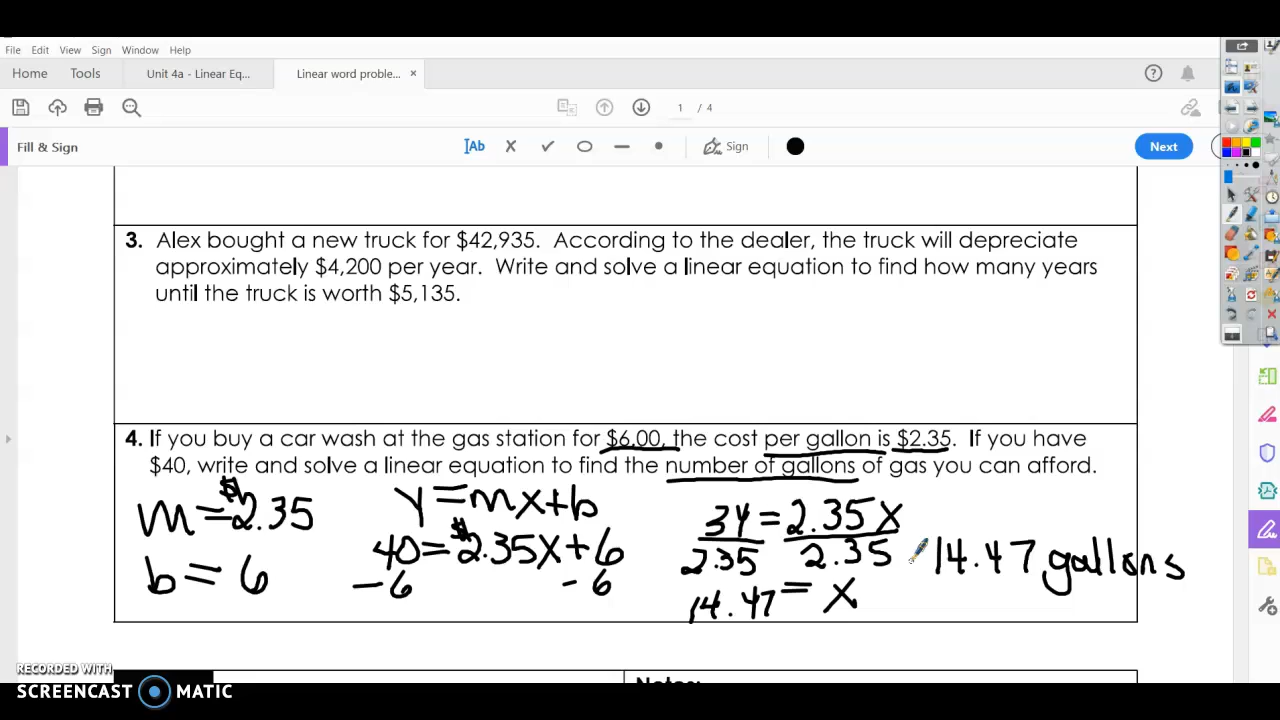 File Edit View Sign Window Help
Home Tools Unit 4a - Linear Eq... Linear word proble... ×
1 / 4
Fill & Sign Ab Sign Next
3. Alex bought a new truck for $42,935. According to the dealer, the truck will depreciate
approximately $4,200 per year. Write and solve a linear equation to find how many years
until the truck is worth $5,135.
4. If you buy a car wash at the gas station for $6.00, the cost per gallon is $2.35. If you have
$40, write and solve a linear equation to find the number of gallons of gas you can afford.
m = $2.35
b = 6
y = mx + b
40 = $2.35x + 6
- 6 - 6
34 = 2.35x
2.35 2.35
14.47 = x
14.47 gallons
RECORDED WITH
SCREENCAST MATIC
Notes: